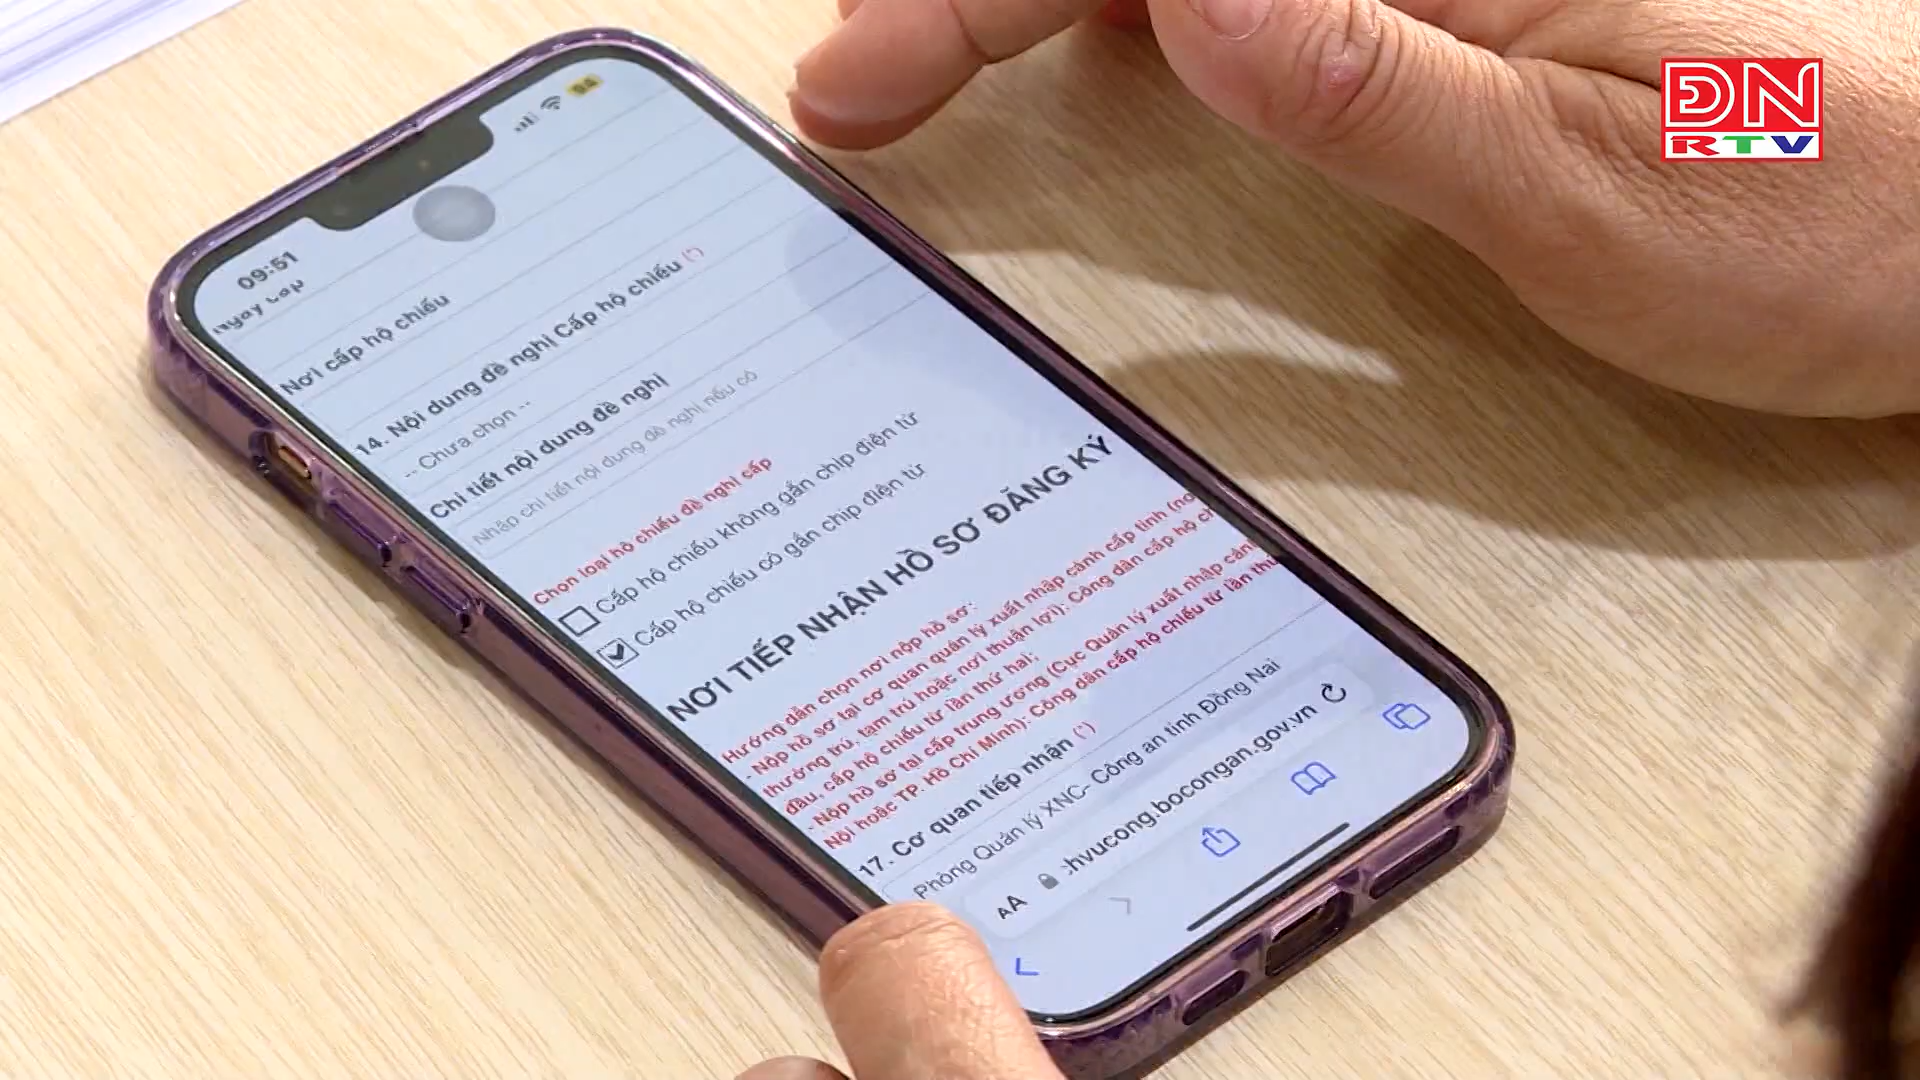 09:51
94
Ngày cấp
Nơi cấp hộ chiếu
14. Nội dung đề nghị Cấp hộ chiếu (*)
-- Chưa chọn --
Chi tiết nội dung đề nghị
Nhập chi tiết nội dung đề nghị nếu có
Chọn loại hộ chiếu đề nghị cấp
Cấp hộ chiếu không gắn chip điện tử
Cấp hộ chiếu có gắn chip điện tử
NƠI TIẾP NHẬN HỒ SƠ ĐĂNG KÝ
Hướng dẫn chọn nơi nộp hồ sơ:
- Nộp hồ sơ tại cơ quan quản lý xuất nhập cảnh cấp tỉnh (nơ
thường trú, tạm trú hoặc nơi thuận lợi): Công dân cấp hộ ch
đầu, cấp hộ chiếu từ lần thứ hai;
- Nộp hồ sơ tại cấp trung ương (Cục Quản lý xuất nhập cản
Nội hoặc TP. Hồ Chí Minh): Công dân cấp hộ chiếu từ lần thứ
17. Cơ quan tiếp nhận (*)
Phòng Quản lý XNC- Công an tỉnh Đồng Nai
AA hvucong.bocongan.gov.vn
ĐN
RTV